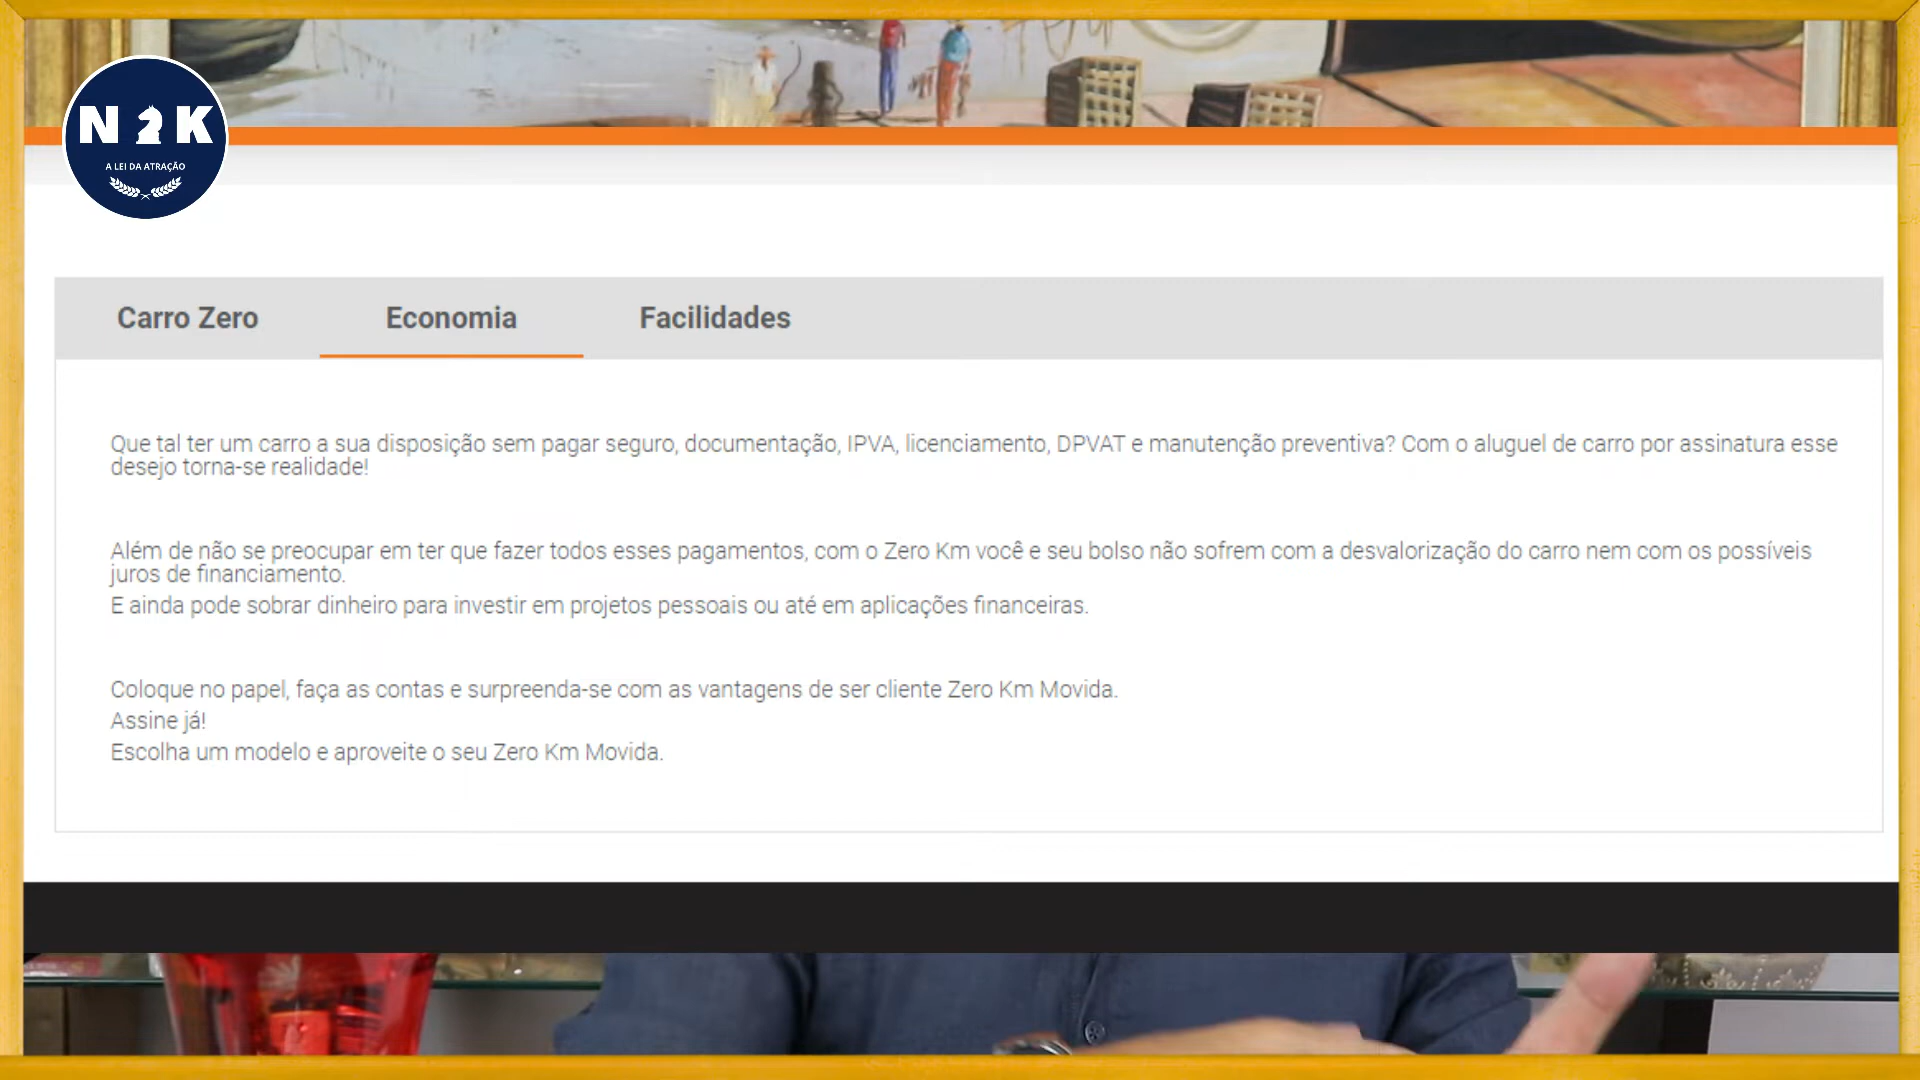 N K
A LEI DA ATRAÇÃO
Carro Zero
Economia
Facilidades
Que tal ter um carro a sua disposição sem pagar seguro, documentação, IPVA, licenciamento, DPVAT e manutenção preventiva? Com o aluguel de carro por assinatura esse
desejo torna-se realidade!
Além de não se preocupar em ter que fazer todos esses pagamentos, com o Zero Km você e seu bolso não sofrem com a desvalorização do carro nem com os possíveis
juros de financiamento.
E ainda pode sobrar dinheiro para investir em projetos pessoais ou até em aplicações financeiras.
Coloque no papel, faça as contas e surpreenda-se com as vantagens de ser cliente Zero Km Movida.
Assine já!
Escolha um modelo e aproveite o seu Zero Km Movida.